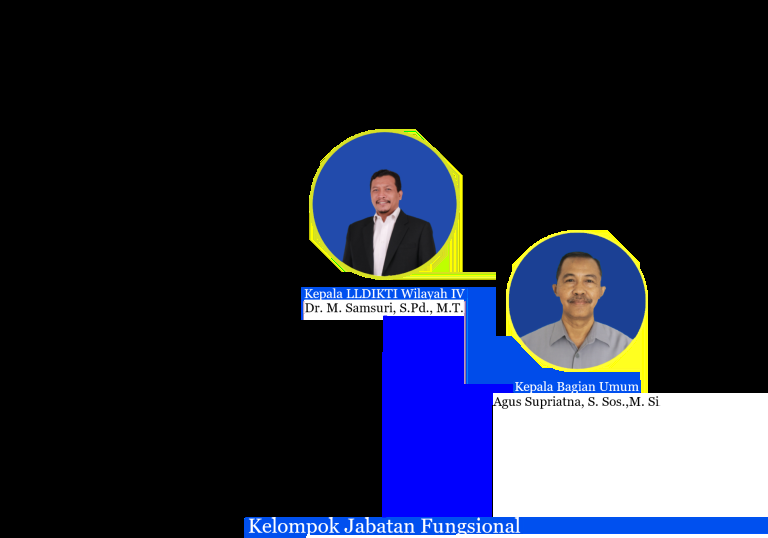 Kepala LLDIKTI Wilayah IV
Dr. M. Samsuri, S.Pd., M.T.
Kepala Bagian Umum
Agus Supriatna, S. Sos.,M. Si
Kelompok Jabatan Fungsional